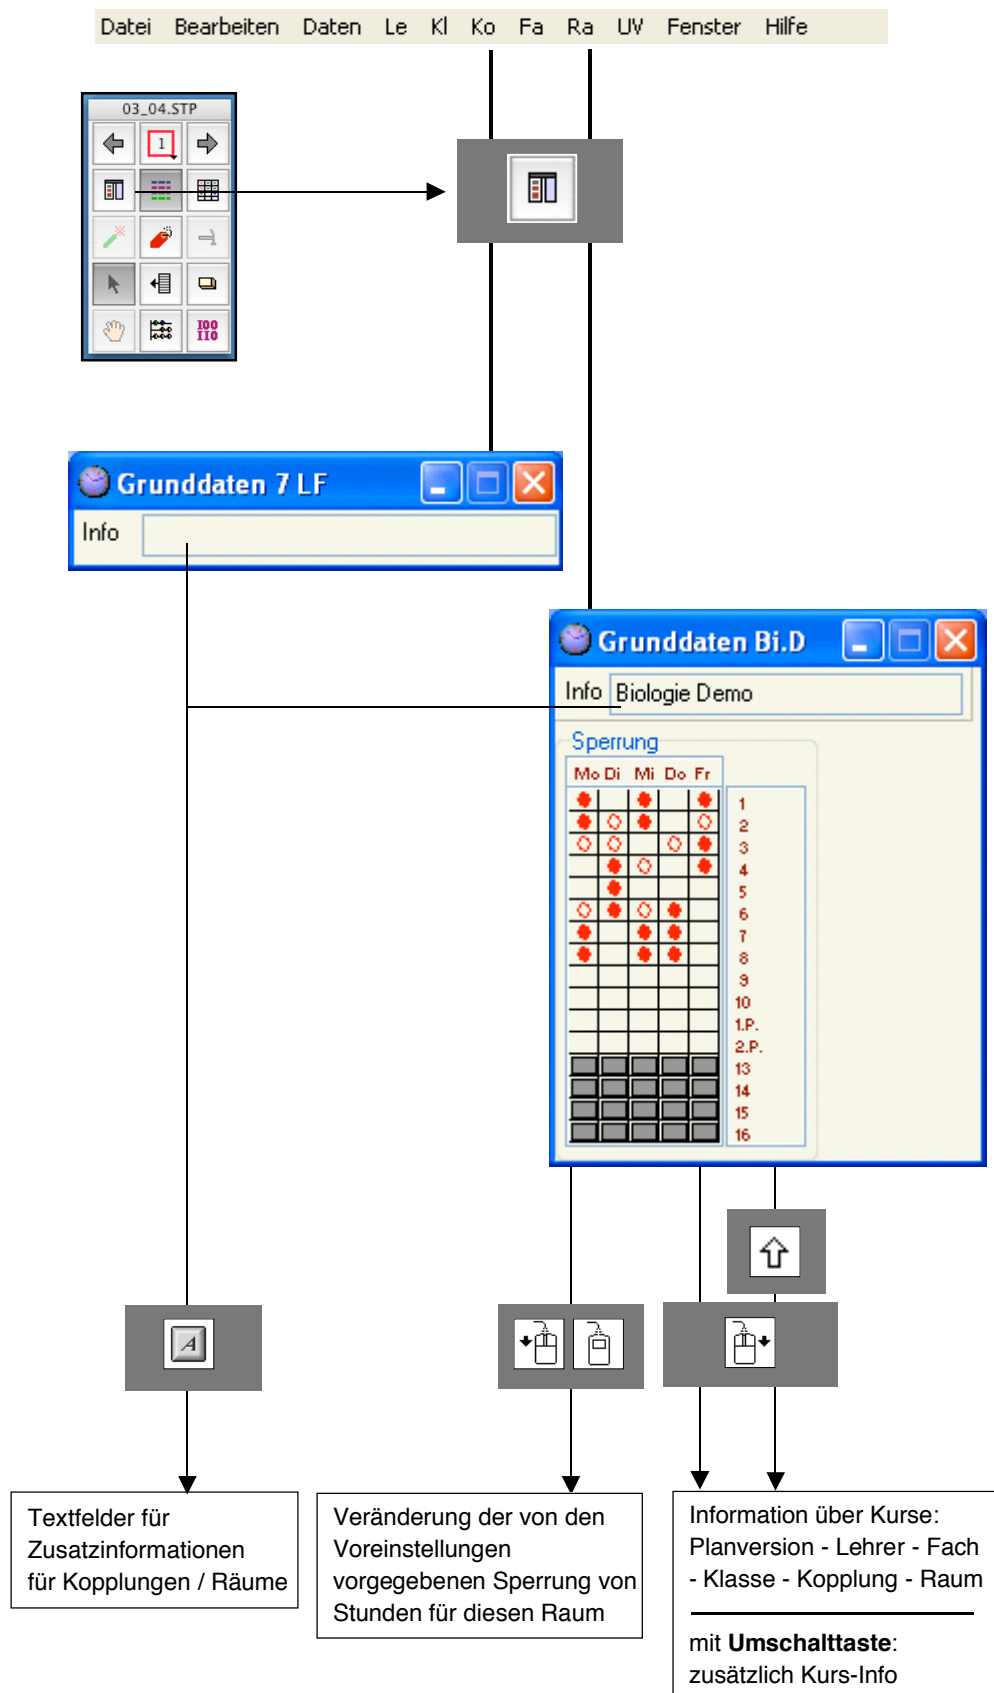 Datei Bearbeiten Daten Le Kl Ko Fa Ra UV Fenster Hilfe
03_04.STP
1
100
110
Grunddaten 7 LF
Info
Grunddaten Bi.D
Info Biologie Demo
Sperrung
Mo Di Mi Do Fr
1
2
3
4
5
6
7
8
9
10
1.P.
2.P.
13
14
15
16
A
Textfelder für
Zusatzinformationen
für Kopplungen / Räume
Veränderung der von den
Voreinstellungen
vorgegebenen Sperrung von
Stunden für diesen Raum
Information über Kurse:
Planversion - Lehrer - Fach
- Klasse - Kopplung - Raum
mit Umschalttaste:
zusätzlich Kurs-Info